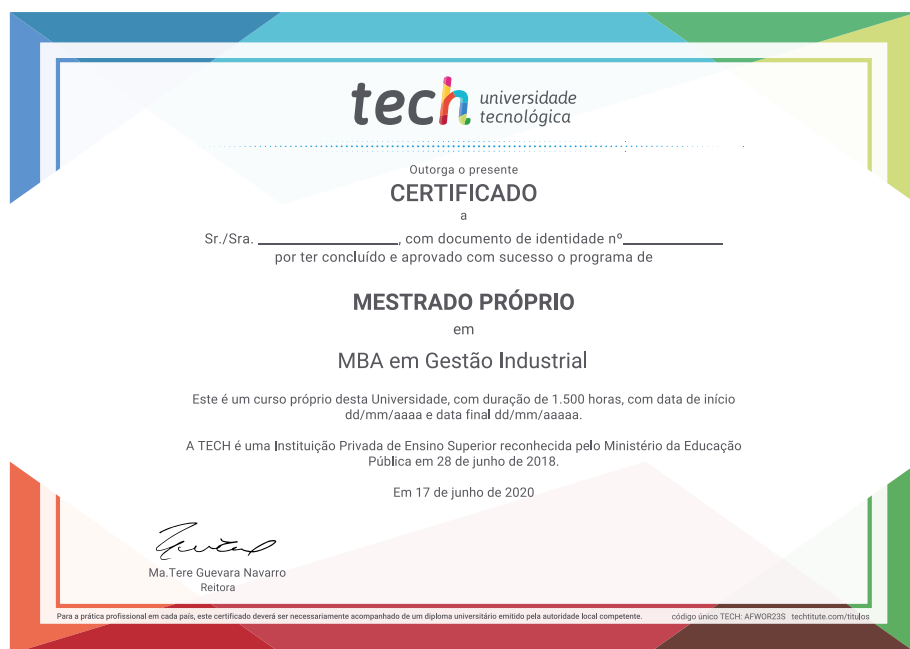 tech universidade
tecnológica
Outorga o presente
CERTIFICADO
a
Sr./Sra. ________________, com documento de identidade nº____________
por ter concluído e aprovado com sucesso o programa de
MESTRADO PRÓPRIO
em
MBA em Gestão Industrial
Este é um curso próprio desta Universidade, com duração de 1.500 horas, com data de início
dd/mm/aaaa e data final dd/mm/aaaaa.
A TECH é uma Instituição Privada de Ensino Superior reconhecida pelo Ministério da Educação
Pública em 28 de junho de 2018.
Em 17 de junho de 2020
Ma.Tere Guevara Navarro
Reitora
Para a prática profissional em cada país, este certificado deverá ser necessariamente acompanhado de um diploma universitário emitido pela autoridade local competente. código único TECH: AFWOR23S techtitute.com/titulos